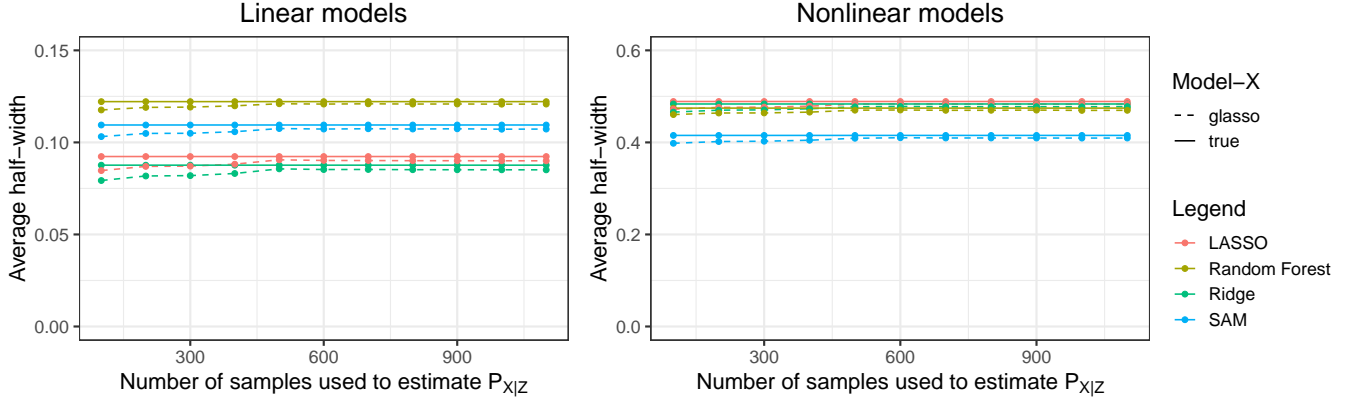 Linear models
0.15
0.10
0.05
0.00
Average half−width
300
600
900
Number of samples used to estimate P_{X|Z}
Nonlinear models
0.6
0.4
0.2
0.0
Average half−width
300
600
900
Number of samples used to estimate P_{X|Z}
Model−X
glasso
true
Legend
LASSO
Random Forest
Ridge
SAM